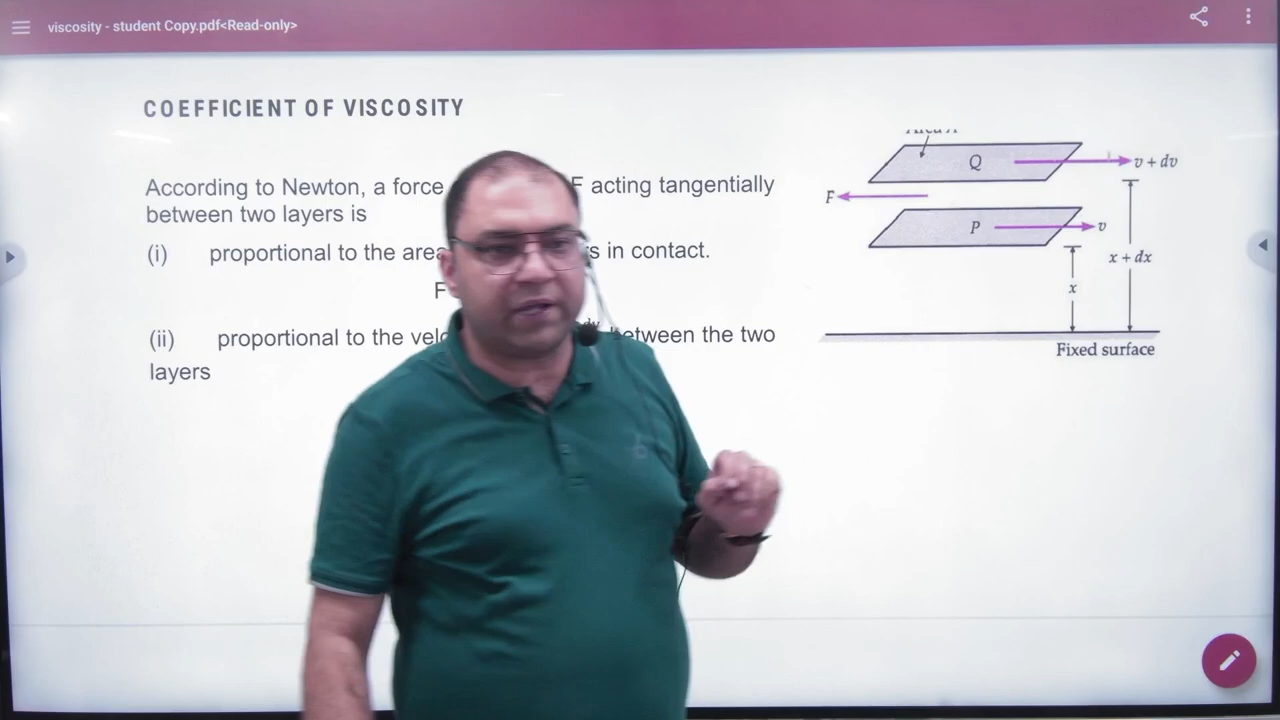 viscosity - student Copy.pdf<Read-only>
COEFFICIENT OF VISCOSITY
According to Newton, a force F acting tangentially
between two layers is
(i) proportional to the area in contact.
F
(ii) proportional to the between the two
layers
Q
v + dv
F
P
v
x + dx
x
Fixed surface